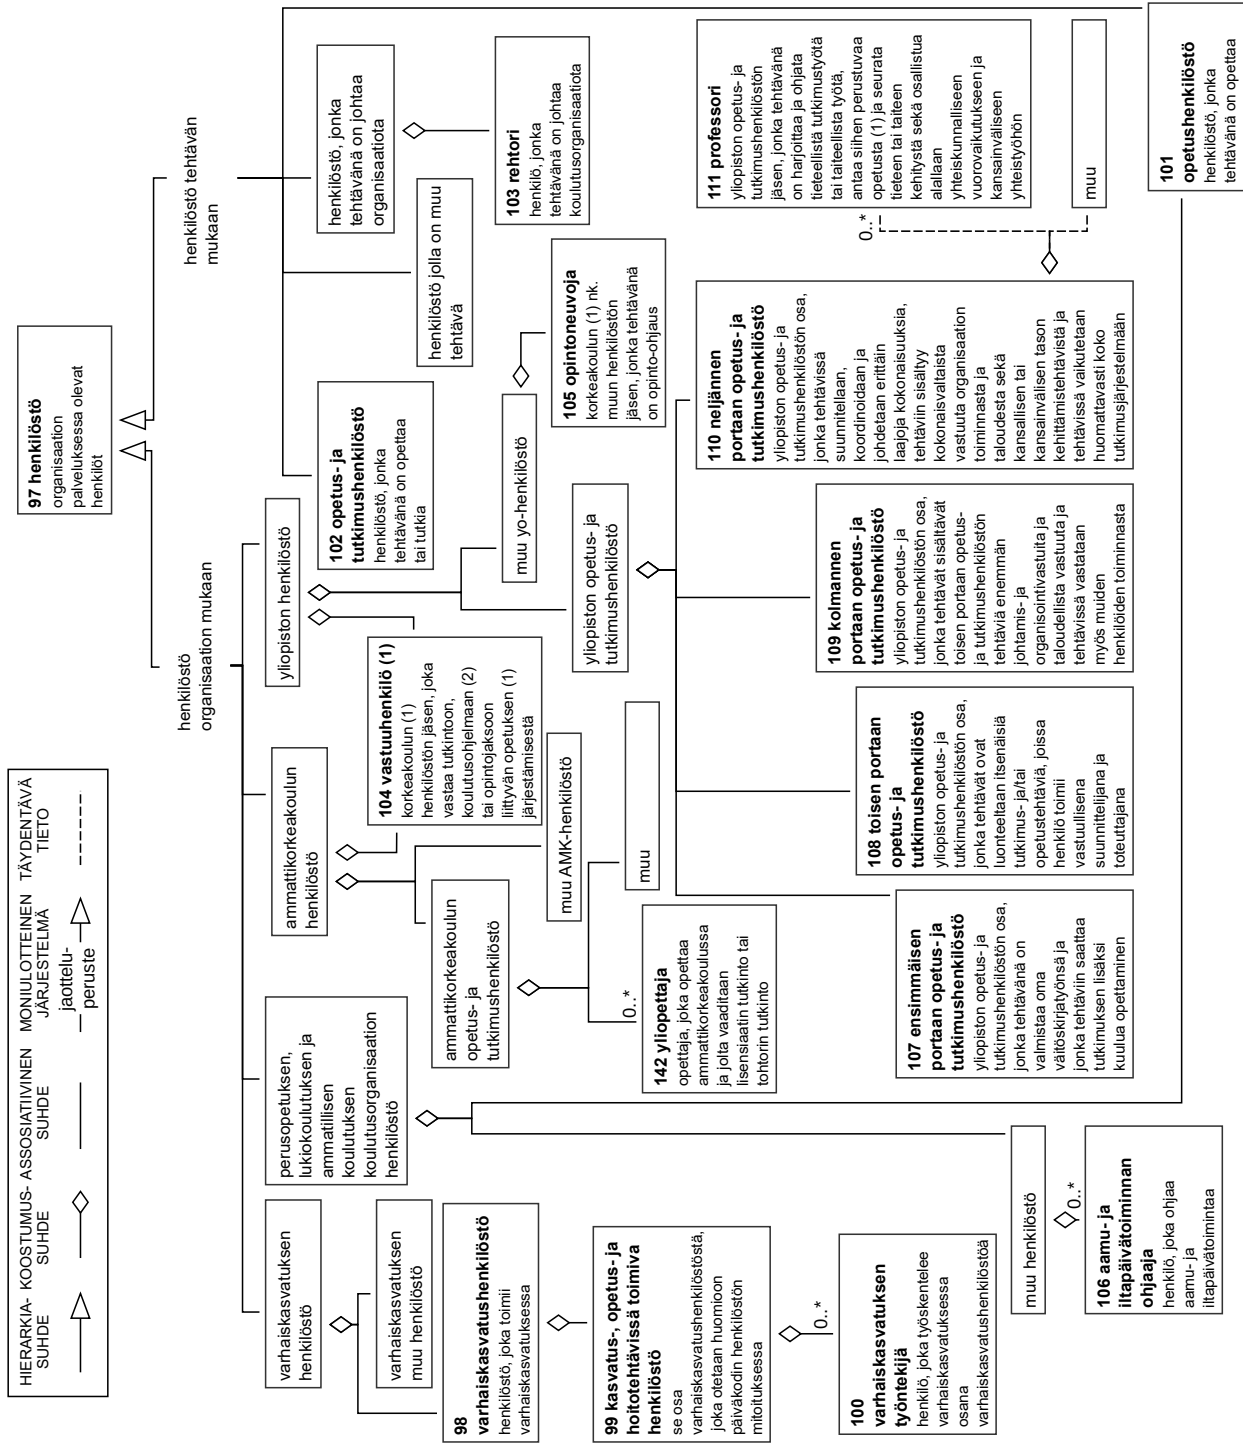 HIERARKIA-
SUHDE
KOOSTUMUS-
SUHDE
ASSOSIATIIVINEN
SUHDE
MONIULOTTEINEN
JÄRJESTELMÄ
jaottelu-
peruste
TÄYDENTÄVÄ
TIETO
97 henkilöstö
organisaation
palveluksessa olevat
henkilöt
henkilöstö
organisaation mukaan
henkilöstö tehtävän
mukaan
varhaiskasvatuksen
henkilöstö
perusopetuksen,
lukiokoulutuksen ja
ammatillisen
koulutuksen
koulutusorganisaation
henkilöstö
ammattikorkeakoulun
henkilöstö
yliopiston henkilöstö
102 opetus- ja
tutkimushenkilöstö
henkilöstö, jonka
tehtävänä on opettaa
tai tutkia
henkilöstö jolla on muu
tehtävä
henkilöstö, jonka
tehtävänä on johtaa
organisaatiota
varhaiskasvatuksen
muu henkilöstö
104 vastuuhenkilö (1)
korkeakoulun (1)
henkilöstön jäsen, joka
vastaa tutkintoon,
koulutusohjelmaan (2)
tai opintojaksoon
liittyvän opetuksen (1)
järjestämisestä
98
varhaiskasvatushenkilöstö
henkilöstö, joka toimii
varhaiskasvatuksessa
ammattikorkeakoulun
opetus- ja
tutkimushenkilöstö
muu AMK-henkilöstö
muu yo-henkilöstö
103 rehtori
henkilö, jonka
tehtävänä on johtaa
koulutusorganisaatiota
105 opintoneuvoja
korkeakoulun (1) nk.
muun henkilöstön
jäsen, jonka tehtävänä
on opinto-ohjaus
yliopiston opetus- ja
tutkimushenkilöstö
99 kasvatus-, opetus- ja
hoitotehtävissä toimiva
henkilöstö
se osa
varhaiskasvatushenkilöstöstä,
joka otetaan huomioon
päiväkodin henkilöstön
mitoituksessa
0..*
142 yliopettaja
opettaja, joka opettaa
ammattikorkeakoulussa
ja jolta vaaditaan
lisensiaatin tutkinto tai
tohtorin tutkinto
muu
0..*
100
varhaiskasvatuksen
työntekijä
henkilö, joka työskentelee
varhaiskasvatuksessa
osana
varhaiskasvatushenkilöstöä
107 ensimmäisen
portaan opetus- ja
tutkimushenkilöstö
yliopiston opetus- ja
tutkimushenkilöstön osa,
jonka tehtävänä on
valmistaa oma
väitöskirjatyönsä ja
jonka tehtäviin saattaa
tutkimuksen lisäksi
kuulua opettaminen
108 toisen portaan
opetus- ja
tutkimushenkilöstö
yliopiston opetus- ja
tutkimushenkilöstön osa,
jonka tehtävät ovat
luonteeltaan itsenäisiä
tutkimus- ja/tai
opetustehtäviä, joissa
henkilö toimii
vastuullisena
suunnittelijana ja
toteuttajana
109 kolmannen
portaan opetus- ja
tutkimushenkilöstö
yliopiston opetus- ja
tutkimushenkilöstön osa,
jonka tehtävät sisältävät
toisen portaan opetus-
ja tutkimushenkilöstön
tehtäviä enemmän
johtamis- ja
organisointivastuita ja
taloudellista vastuuta ja
tehtävissä vastataan
myös muiden
henkilöiden toiminnasta
110 neljännen
portaan opetus- ja
tutkimushenkilöstö
yliopiston opetus- ja
tutkimushenkilöstön osa,
jonka tehtävissä
suunnitellaan,
koordinoidaan ja
johdetaan erittäin
laajoja kokonaisuuksia,
tehtäviin sisältyy
kokonaisvaltaista
vastuuta organisaation
toiminnasta ja
taloudesta sekä
kansallisen tai
kansainvälisen tason
kehittämistehtävistä ja
tehtävissä vaikutetaan
huomattavasti koko
tutkimusjärjestelmään
0..*
111 professori
yliopiston opetus- ja
tutkimushenkilöstön
jäsen, jonka tehtävänä
on harjoittaa ja ohjata
tieteellistä tutkimustyötä
tai taiteellista työtä,
antaa siihen perustuvaa
opetusta (1) ja seurata
tieteen tai taiteen
kehitystä sekä osallistua
alallaan
yhteiskunnalliseen
vuorovaikutukseen ja
kansainväliseen
yhteistyöhön
muu
muu henkilöstö
0..*
106 aamu- ja
iltapäivätoiminnan
ohjaaja
henkilö, joka ohjaa
aamu- ja
iltapäivätoimintaa
101
opetushenkilöstö
henkilöstö, jonka
tehtävänä on opettaa